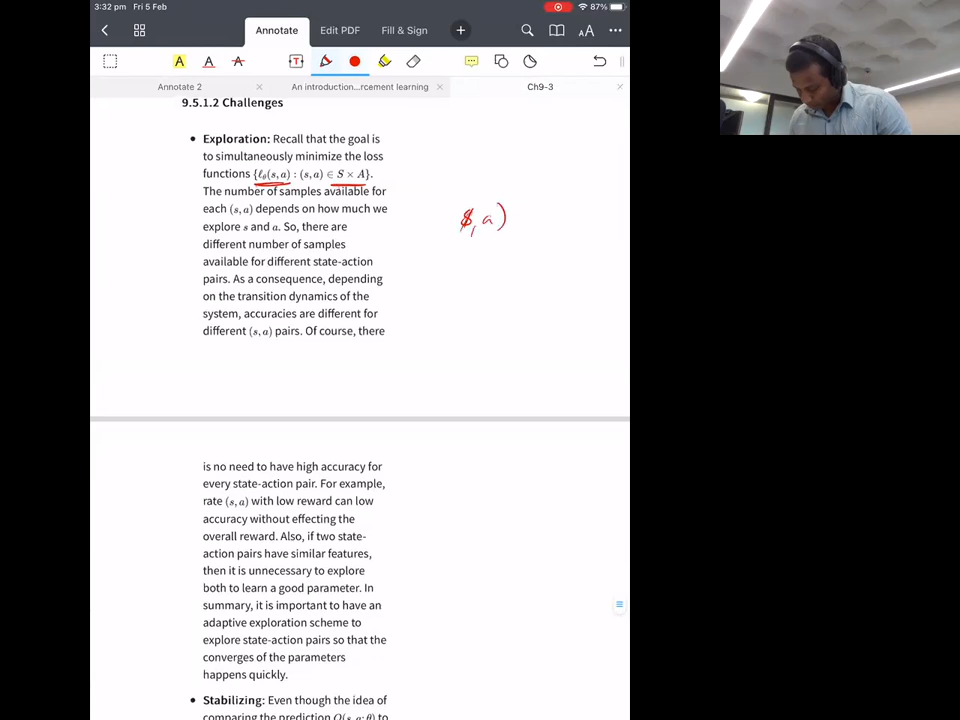 3:32 pm Fri 5 Feb 87%
Annotate Edit PDF Fill & Sign
Annotate 2 An introduction...rcement learning Ch9-3
9.5.1.2 Challenges
• Exploration: Recall that the goal is
to simultaneously minimize the loss
functions {ℓθ(s, a) : (s, a) ∈ S × A}.
The number of samples available for
each (s, a) depends on how much we
explore s and a. So, there are
different number of samples
available for different state-action
pairs. As a consequence, depending
on the transition dynamics of the
system, accuracies are different for
different (s, a) pairs. Of course, there
, a)
is no need to have high accuracy for
every state-action pair. For example,
rate (s, a) with low reward can low
accuracy without effecting the
overall reward. Also, if two state-
action pairs have similar features,
then it is unnecessary to explore
both to learn a good parameter. In
summary, it is important to have an
adaptive exploration scheme to
explore state-action pairs so that the
converges of the parameters
happens quickly.
• Stabilizing: Even though the idea of
comparing the prediction Q(s, a; θ) to